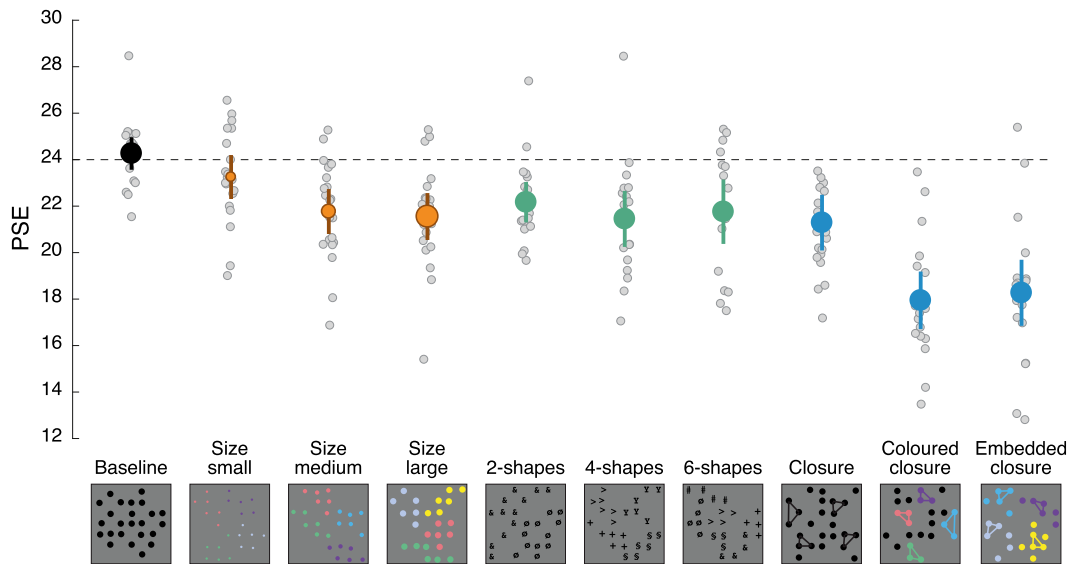 30
28
26
24
22
20
18
16
14
12
PSE
Baseline
Size
small
Size
medium
Size
large
2-shapes
4-shapes
6-shapes
Closure
Coloured
closure
Embedded
closure